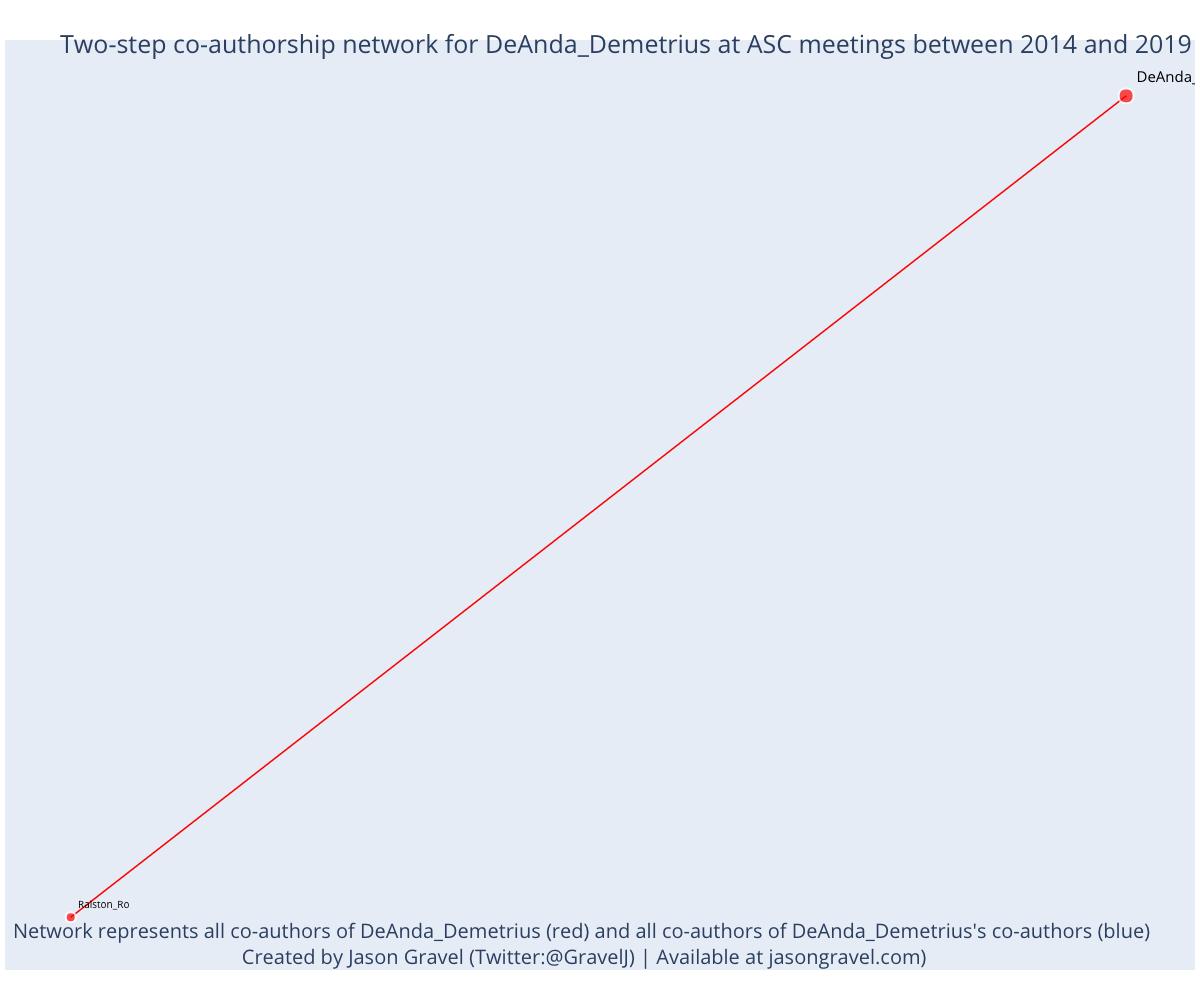 Two-step co-authorship network for DeAnda_Demetrius at ASC meetings between 2014 and 2019
DeAnda_
Ralston_Ro
Network represents all co-authors of DeAnda_Demetrius (red) and all co-authors of DeAnda_Demetrius's co-authors (blue)
Created by Jason Gravel (Twitter:@GravelJ) | Available at jasongravel.com)